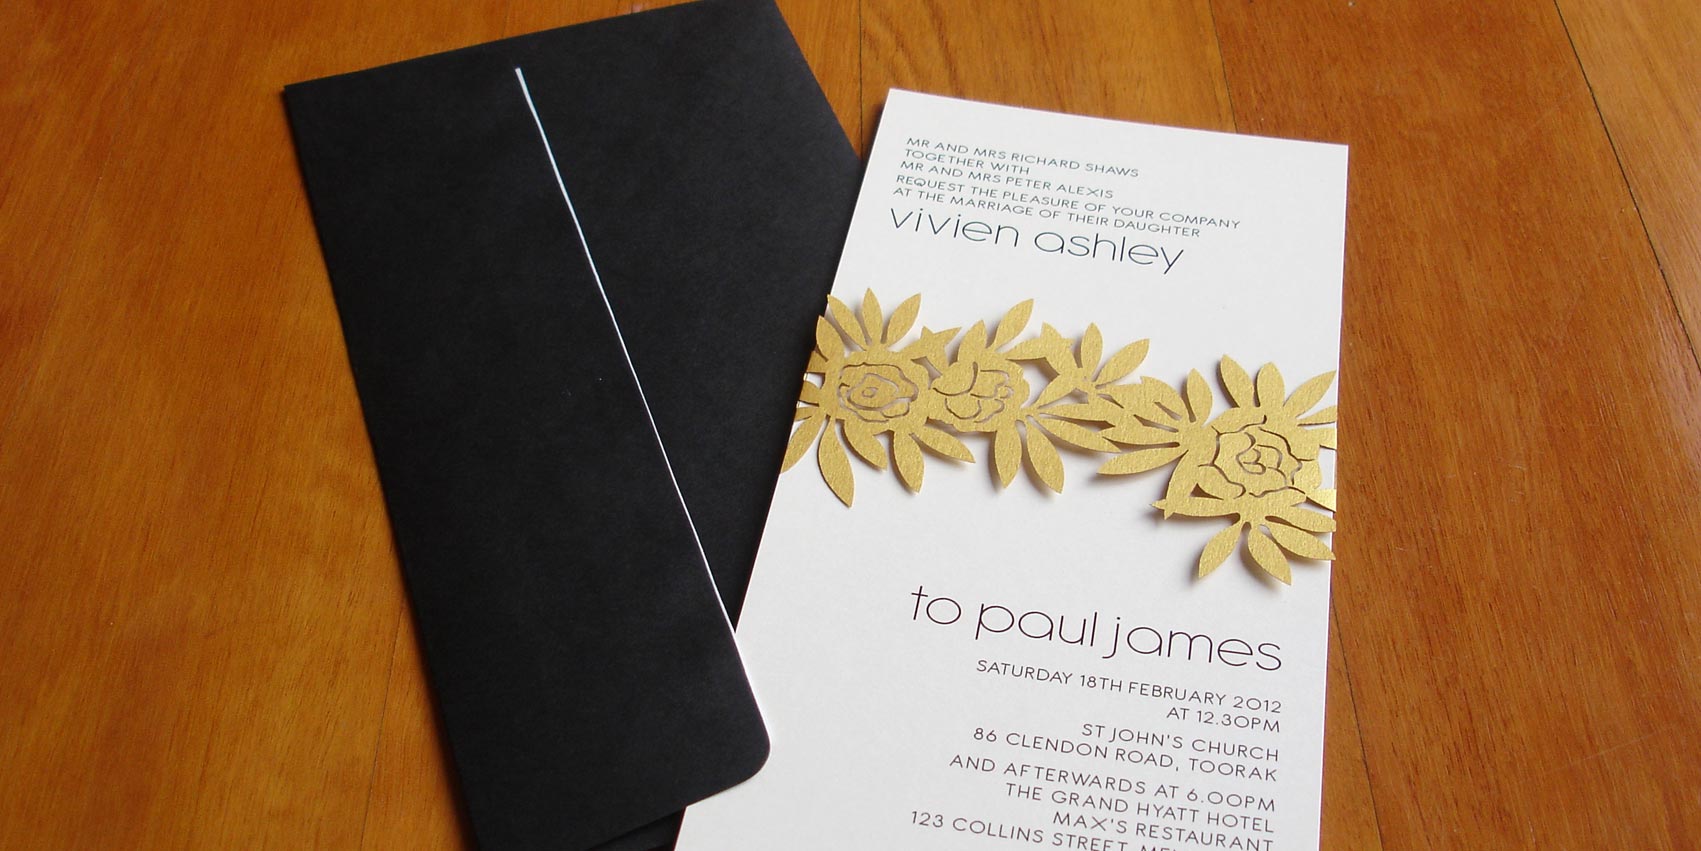 MR AND MRS RICHARD SHAWS
TOGETHER WITH
MR AND MRS PETER ALEXIS
REQUEST THE PLEASURE OF YOUR COMPANY
AT THE MARRIAGE OF THEIR DAUGHTER
vivien ashley
to paul james
SATURDAY 18TH FEBRUARY 2012
AT 12.30PM
ST JOHN'S CHURCH
86 CLENDON ROAD, TOORAK
AND AFTERWARDS AT 6.00PM
THE GRAND HYATT HOTEL
MAX'S RESTAURANT
123 COLLINS STREET,